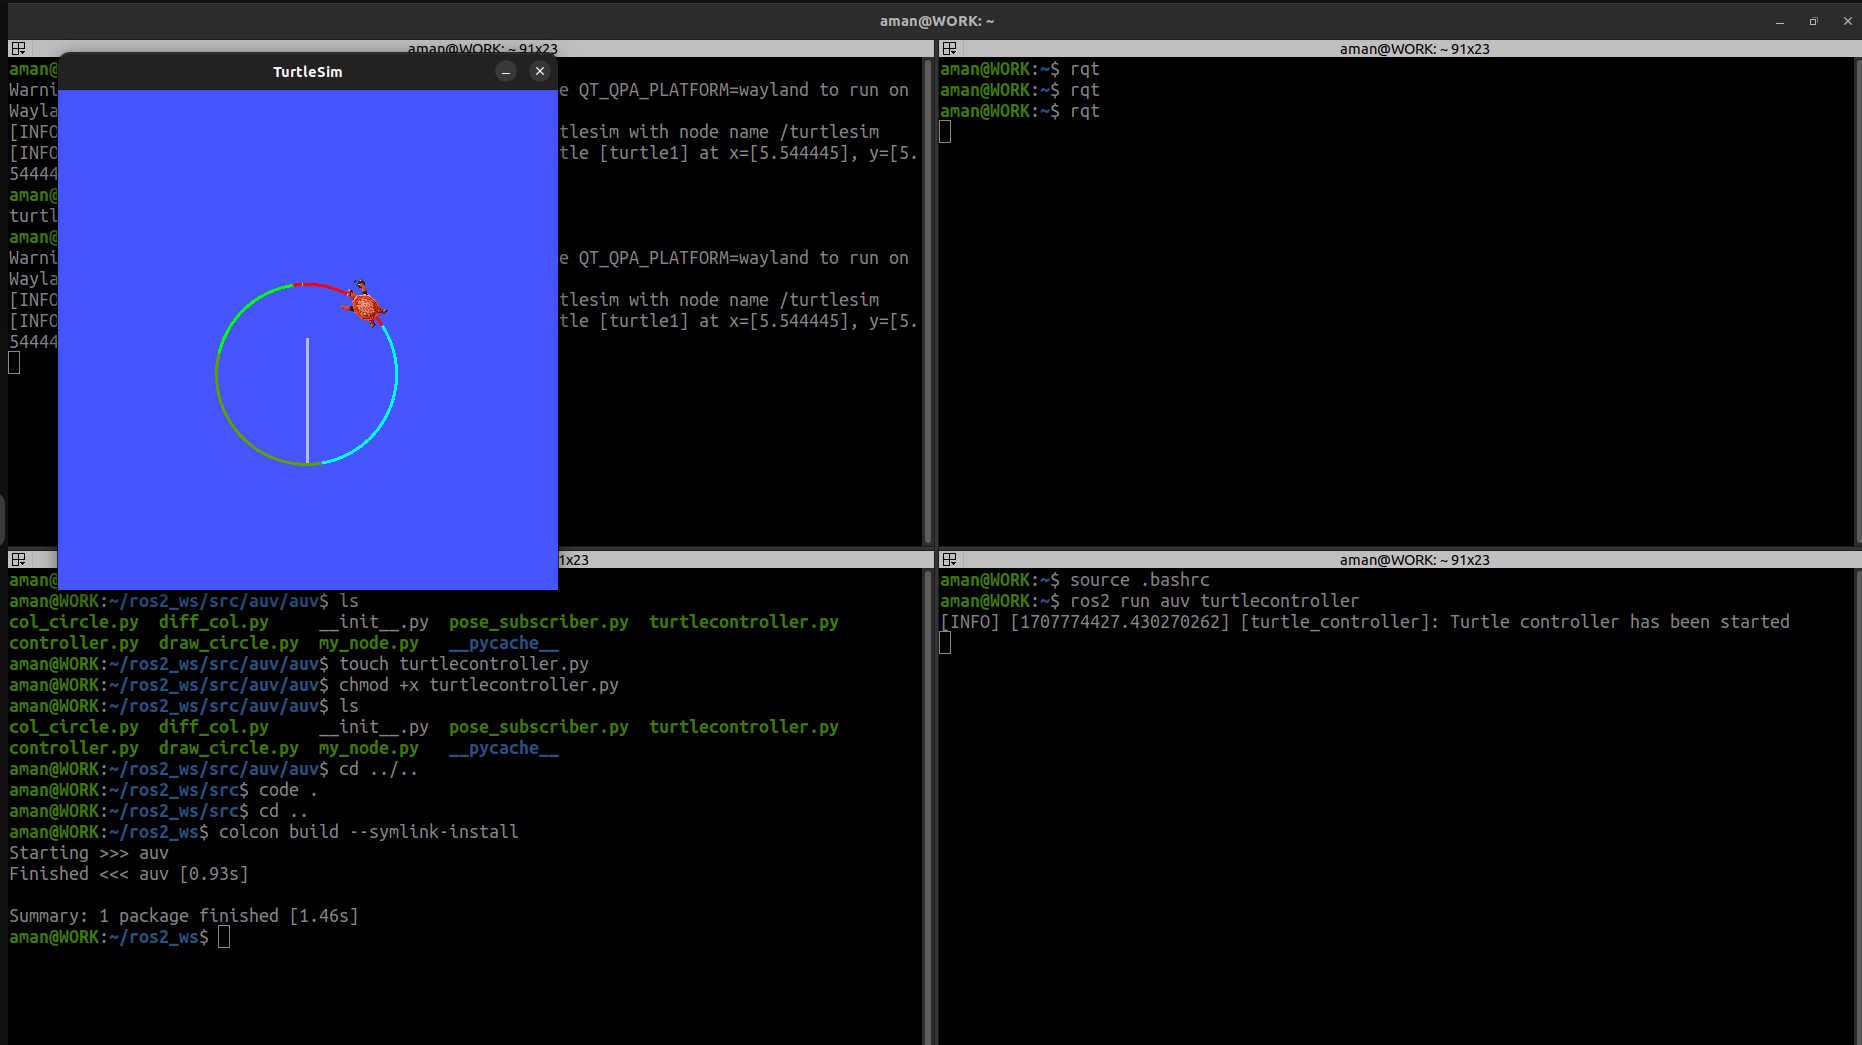 aman@WORK: ~
aman@WORK: ~ 91x23
aman@
Warni
e QT_QPA_PLATFORM=wayland to run on
Wayla
[INFO
tlesim with node name /turtlesim
[INFO
tle [turtle1] at x=[5.544445], y=[5.
54444
aman@
turtl
aman@
Warni
e QT_QPA_PLATFORM=wayland to run on
Wayla
[INFO
tlesim with node name /turtlesim
[INFO
tle [turtle1] at x=[5.544445], y=[5.
54444
TurtleSim
aman@WORK: ~ 91x23
aman@WORK:~$ rqt
aman@WORK:~$ rqt
aman@WORK:~$ rqt
1x23
aman@
aman@WORK:~/ros2_ws/src/auv/auv$ ls
col_circle.py diff_col.py __init__.py pose_subscriber.py turtlecontroller.py
controller.py draw_circle.py my_node.py __pycache__
aman@WORK:~/ros2_ws/src/auv/auv$ touch turtlecontroller.py
aman@WORK:~/ros2_ws/src/auv/auv$ chmod +x turtlecontroller.py
aman@WORK:~/ros2_ws/src/auv/auv$ ls
col_circle.py diff_col.py __init__.py pose_subscriber.py turtlecontroller.py
controller.py draw_circle.py my_node.py __pycache__
aman@WORK:~/ros2_ws/src/auv/auv$ cd ../..
aman@WORK:~/ros2_ws/src$ code .
aman@WORK:~/ros2_ws/src$ cd ..
aman@WORK:~/ros2_ws$ colcon build --symlink-install
Starting >>> auv
Finished <<< auv [0.93s]
Summary: 1 package finished [1.46s]
aman@WORK:~/ros2_ws$
aman@WORK: ~ 91x23
aman@WORK:~$ source .bashrc
aman@WORK:~$ ros2 run auv turtlecontroller
[INFO] [1707774427.430270262] [turtle_controller]: Turtle controller has been started